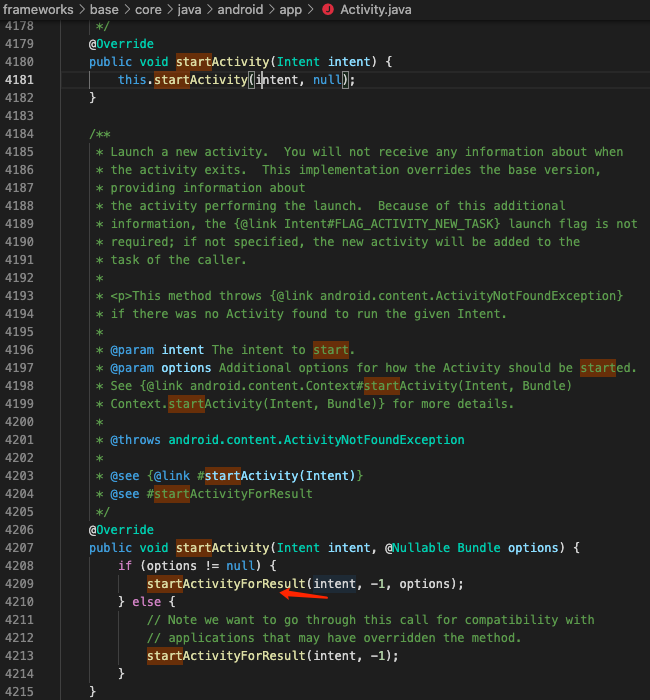 frameworks > base > core > java > android > app > Activity.java
4178 */
4179 @Override
4180 public void startActivity(Intent intent) {
4181 this.startActivity(intent, null);
4182 }
4183
4184 /**
4185 * Launch a new activity.  You will not receive any information about when
4186 * the activity exits.  This implementation overrides the base version,
4187 * providing information about
4188 * the activity performing the launch.  Because of this additional
4189 * information, the {@link Intent#FLAG_ACTIVITY_NEW_TASK} launch flag is not
4190 * required; if not specified, the new activity will be added to the
4191 * task of the caller.
4192 *
4193 * <p>This method throws {@link android.content.ActivityNotFoundException}
4194 * if there was no Activity found to run the given Intent.
4195 *
4196 * @param intent The intent to start.
4197 * @param options Additional options for how the Activity should be started.
4198 * See {@link android.content.Context#startActivity(Intent, Bundle)
4199 * Context.startActivity(Intent, Bundle)} for more details.
4200 *
4201 * @throws android.content.ActivityNotFoundException
4202 *
4203 * @see {@link #startActivity(Intent)}
4204 * @see #startActivityForResult
4205 */
4206 @Override
4207 public void startActivity(Intent intent, @Nullable Bundle options) {
4208 if (options != null) {
4209 startActivityForResult(intent, -1, options);
4210 } else {
4211 // Note we want to go through this call for compatibility with
4212 // applications that may have overridden the method.
4213 startActivityForResult(intent, -1);
4214 }
4215 }